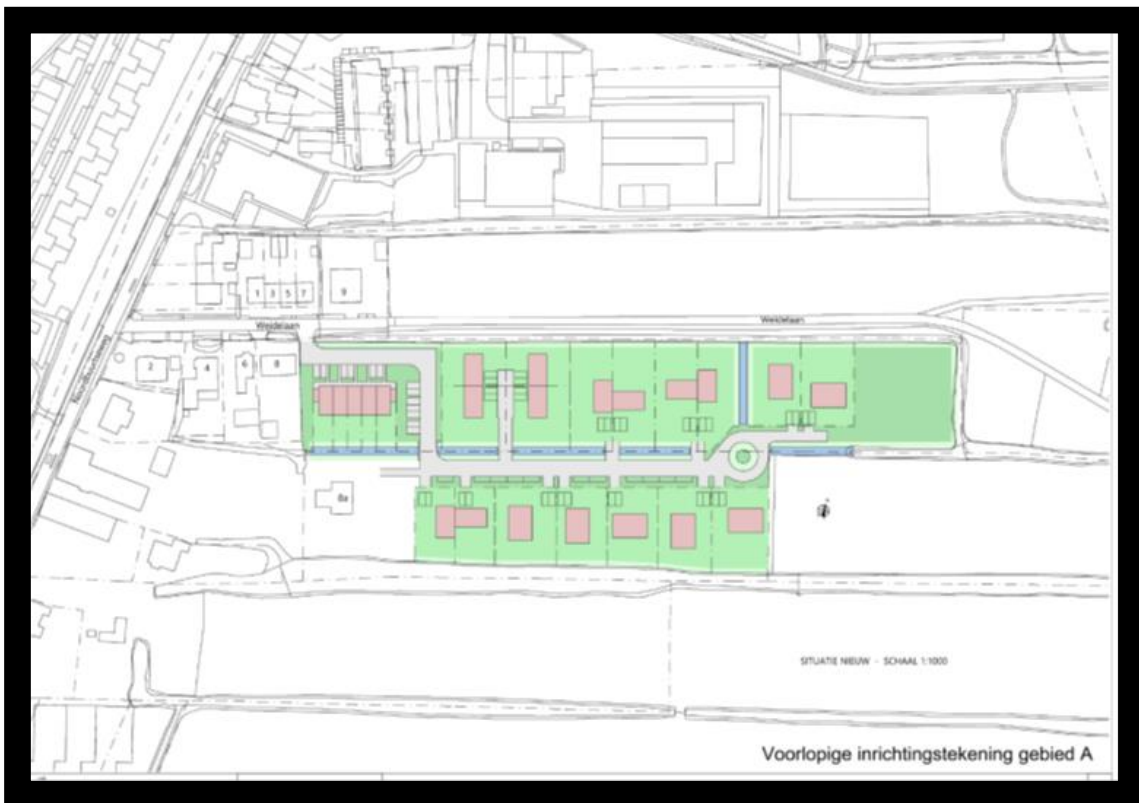 1 3 5 7
9
Weidelaan
Weidelaan
2
4
6
8
8a
SITUATIE NIEUW - SCHAAL 1:1000
Voorlopige inrichtingstekening gebied A